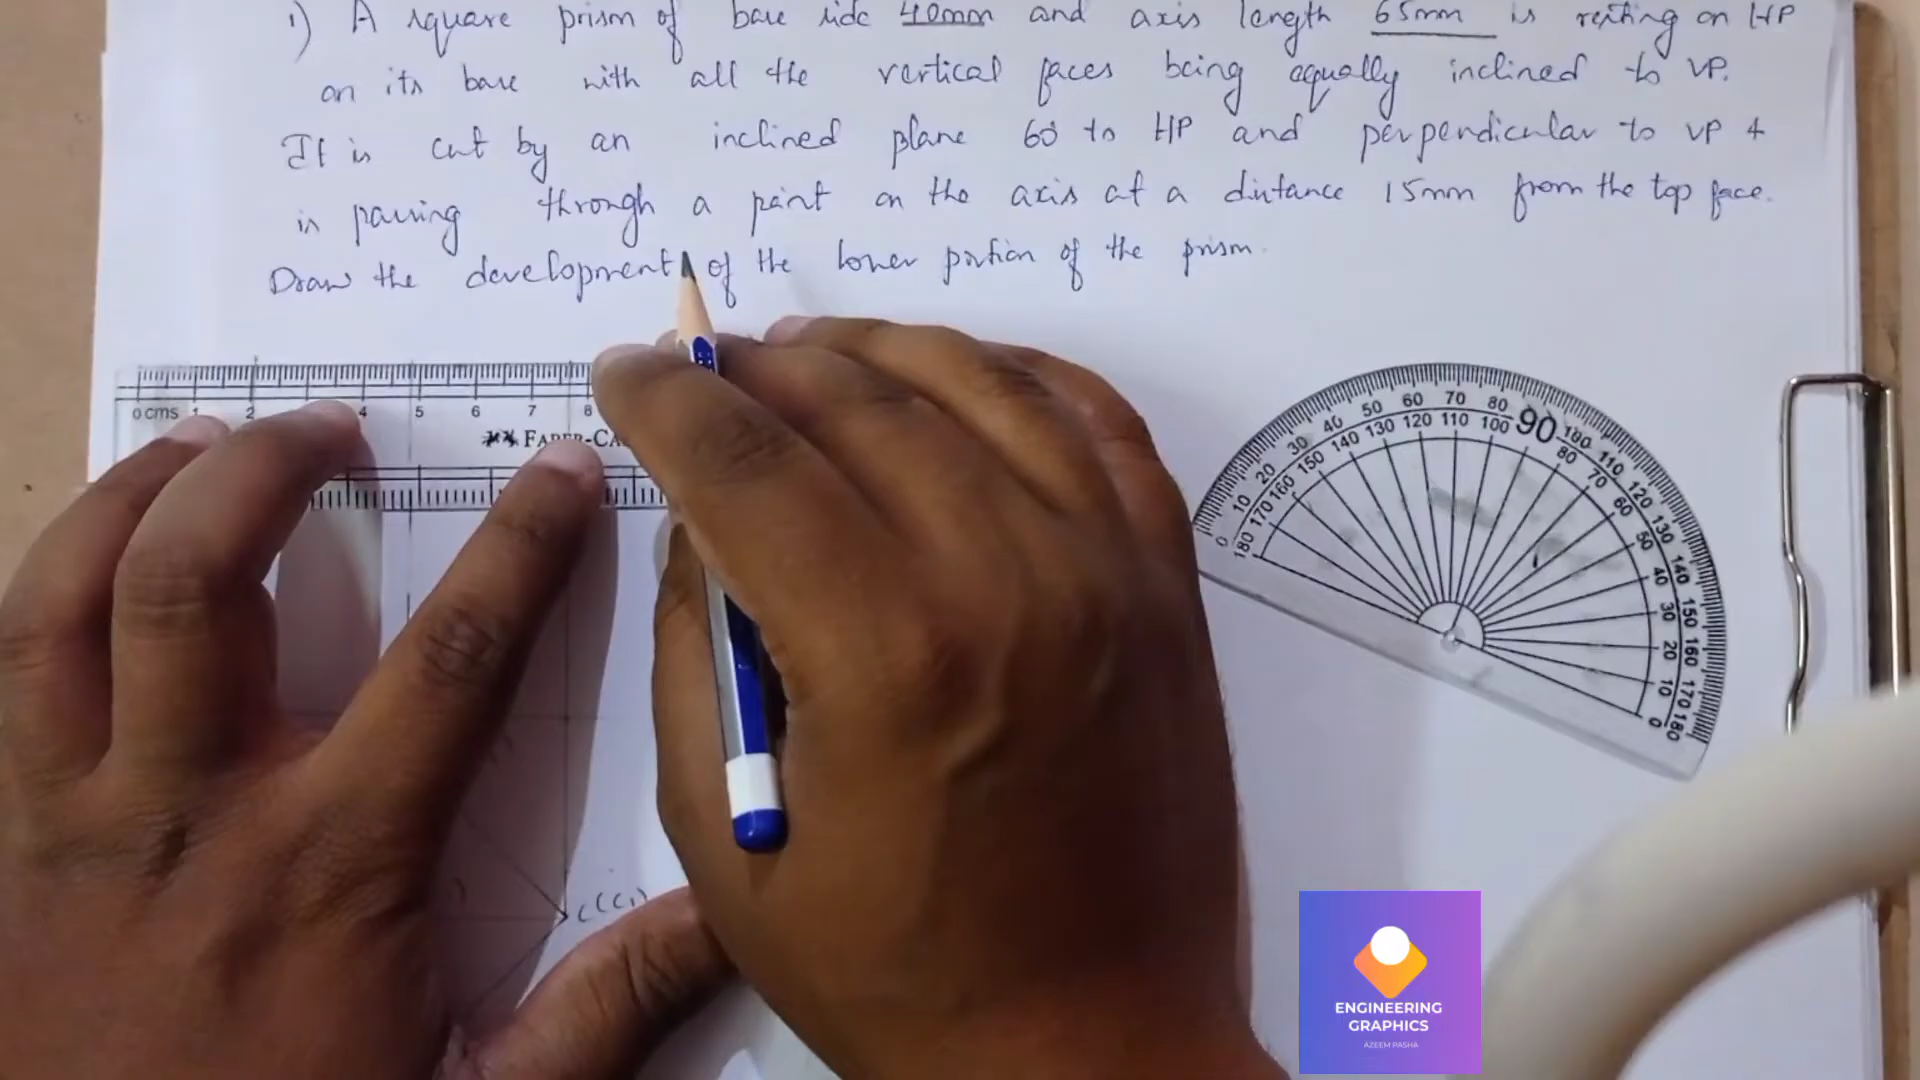 1) A square prism of base side 40mm and axis length 65mm is resting on HP
on its base with all the vertical faces being equally inclined to VP.
It is cut by an inclined plane 60° to HP and perpendicular to VP &
is passing through a point on the axis at a distance 15mm from the top face.
Draw the development of the lower portion of the prism.
0 cms 1 2 4 5 6 7 8
FABER-CA
0 10 20 30 40 50 60 70 80 90 100 110 120 130 140 150 160 170 180
180 170 160 150 140 130 120 110 100 80 70 60 50 40 30 20 10 0
C(C1)
ENGINEERING
GRAPHICS
AZEEM PASHA